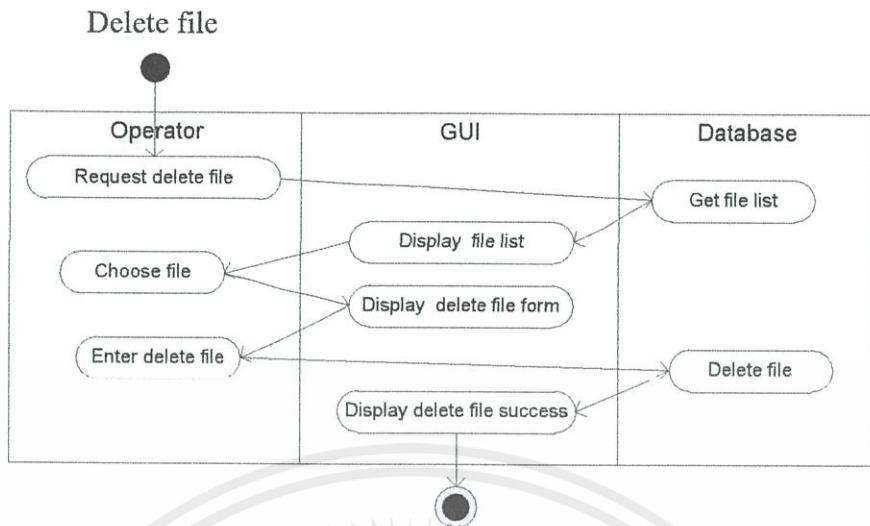 Delete file
Operator
GUI
Database
Request delete file
Get file list
Display file list
Choose file
Display delete file form
Enter delete file
Delete file
Display delete file success